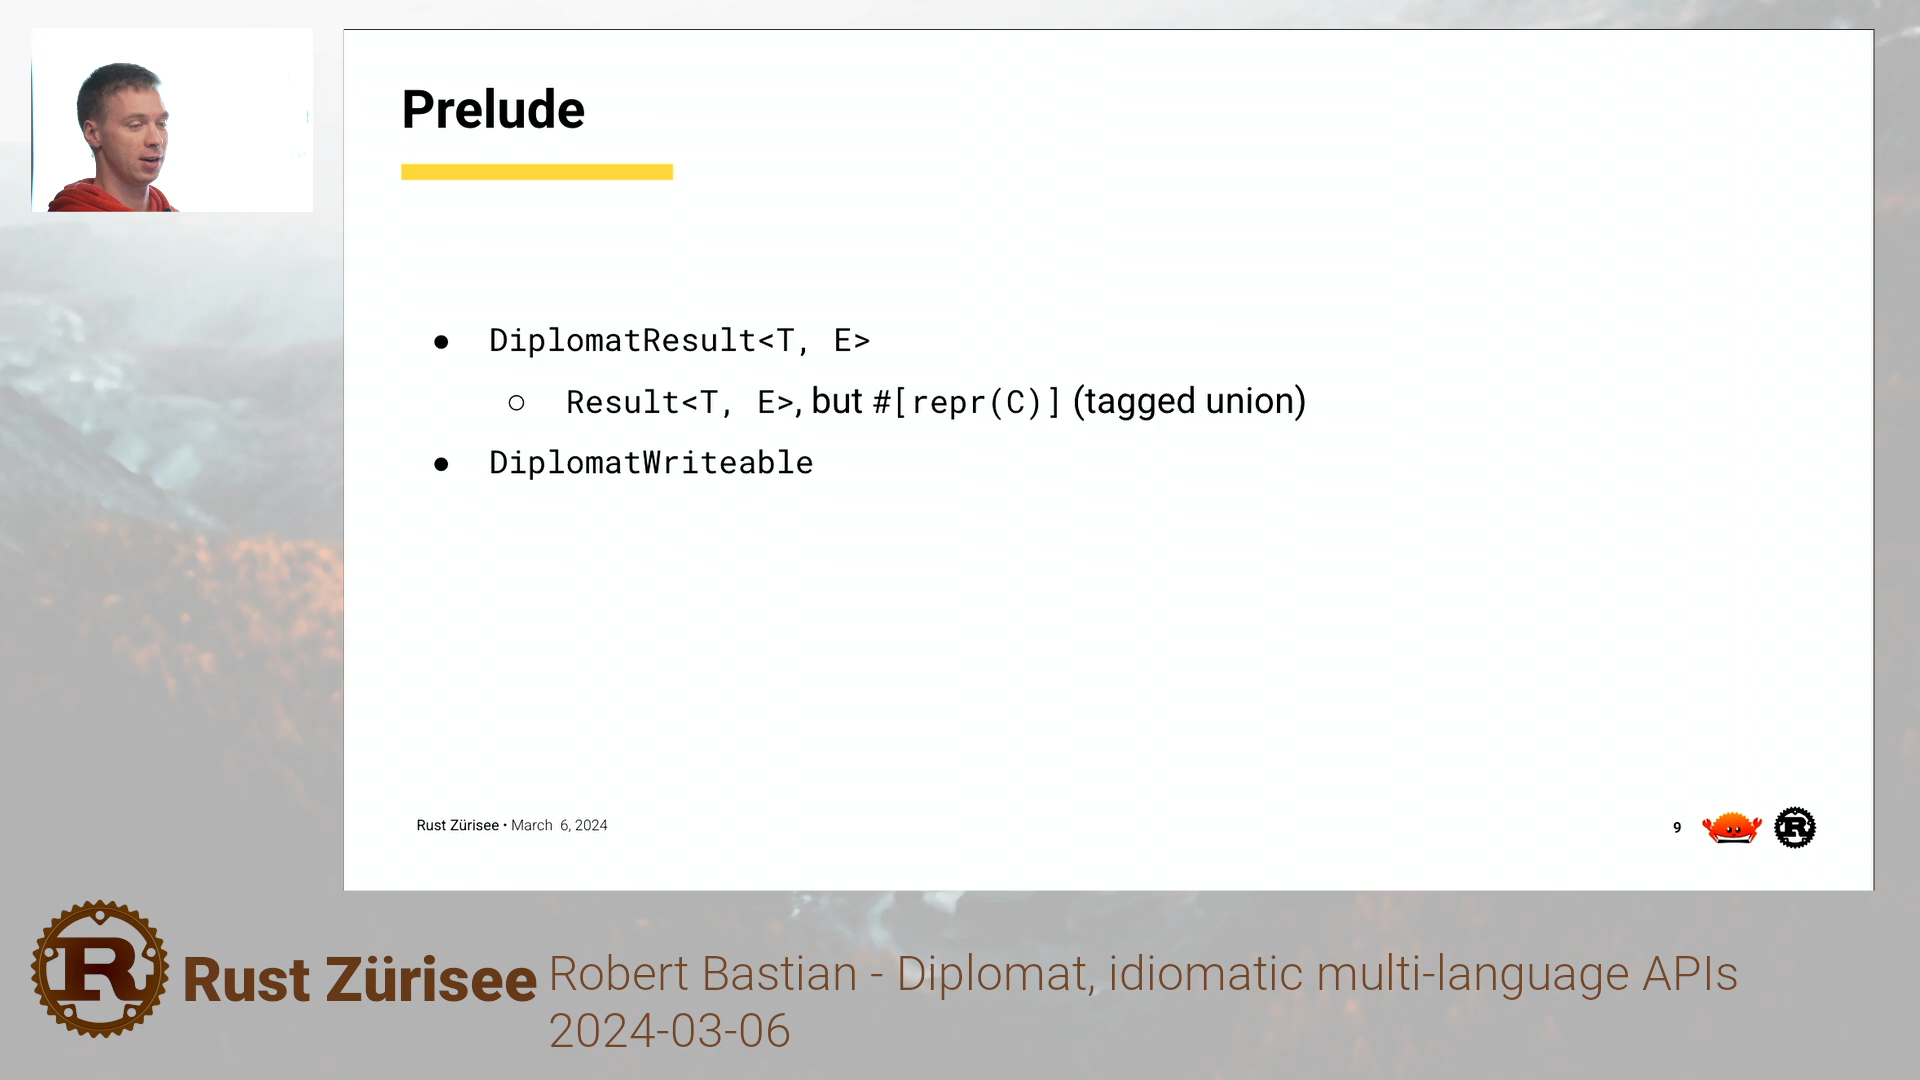 Prelude
● DiplomatResult<T, E>
○ Result<T, E>, but #[repr(C)] (tagged union)
● DiplomatWriteable
Rust Zürisee • March 6, 2024
9
R
R
Rust Zürisee
Robert Bastian - Diplomat, idiomatic multi-language APIs
2024-03-06